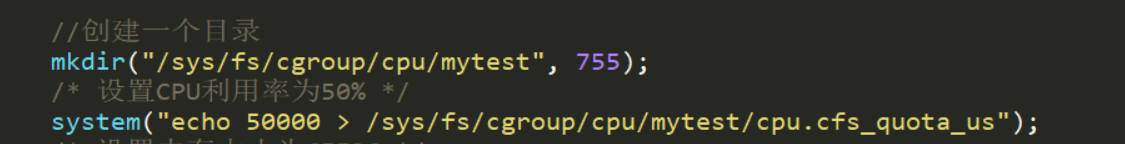 //创建一个目录
mkdir("/sys/fs/cgroup/cpu/mytest", 755);
/* 设置CPU利用率为50% */
system("echo 50000 > /sys/fs/cgroup/cpu/mytest/cpu.cfs_quota_us");